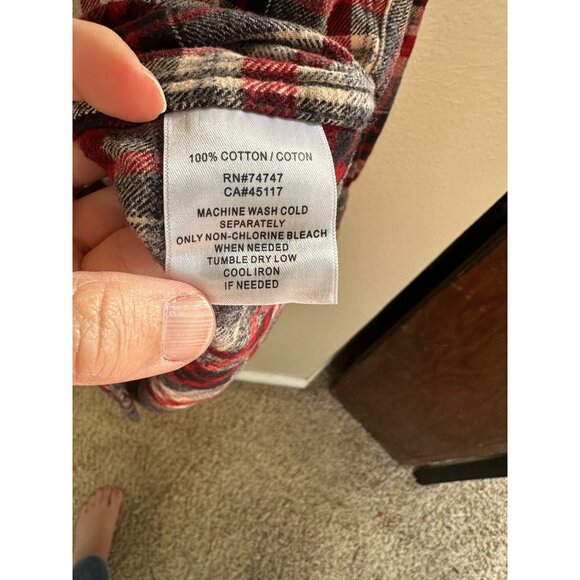 100% COTTON / COTON
RN#74747
CA#45117
MACHINE WASH COLD
SEPARATELY
ONLY NON-CHLORINE BLEACH
WHEN NEEDED
TUMBLE DRY LOW
COOL IRON
IF NEEDED